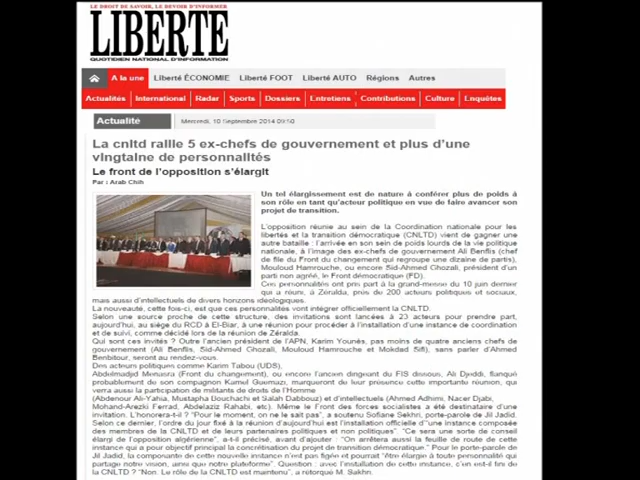 LE DROIT DE SAVOIR, LE DEVOIR D'INFORMER
LIBERTE
QUOTIDIEN NATIONAL D'INFORMATION
A la une Liberté ÉCONOMIE Liberté FOOT Liberté AUTO Régions Autres
Actualités International Radar Sports Dossiers Entretiens Contributions Culture Enquêtes
Actualité Mercredi, 10 Septembre 2014 09:50
La cnltd rallie 5 ex-chefs de gouvernement et plus d'une
vingtaine de personnalités
Le front de l'opposition s'élargit
Par : Arab Chih
Un tel élargissement est de nature à conférer plus de poids à
son rôle en tant qu'acteur politique en vue de faire avancer son
projet de transition.
L'opposition réunie au sein de la Coordination nationale pour les
libertés et la transition démocratique (CNLTD) vient de gagner une
autre bataille : l'arrivée en son sein de poids lourds de la vie politique
nationale, à l'image des ex-chefs de gouvernement Ali Benflis (chef
de file du Front du changement qui regroupe une dizaine de partis),
Mouloud Hamrouche, ou encore Sid-Ahmed Ghozali, président d'un
parti non agréé, le Front démocratique (FD).
Ces personnalités ont pris part à la grand-messe du 10 juin dernier
qui a réuni, à Zéralda, près de 200 acteurs politiques et sociaux,
mais aussi d'intellectuels de divers horizons idéologiques.
La nouveauté, cette fois-ci, est que ces personnalités vont intégrer officiellement la CNLTD.
Selon une source proche de cette structure, des invitations sont lancées à 23 acteurs pour prendre part,
aujourd'hui, au siège du RCD à El-Biar, à une réunion pour procéder à l'installation d'une instance de coordination
et de suivi, comme décidé lors de la réunion de Zéralda.
Qui sont ces invités ? Outre l'ancien président de l'APN, Karim Younès, pas moins de quatre anciens chefs de
gouvernement (Ali Benflis, Sid-Ahmed Ghozali, Mouloud Hamrouche et Mokdad Sifi), sans parler d'Ahmed
Benbitour, seront au rendez-vous.
Des acteurs politiques comme Karim Tabou (UDS),
Abdelmadjid Menasra (Front du changement), ou encore l'ancien dirigeant du FIS dissous, Ali Djeddi, flanqué
probablement de son compagnon Kamel Guemazi, marqueront de leur présence cette importante réunion, qui
verra aussi la participation de militants de droits de l'Homme
(Abdenour Ali-Yahia, Mustapha Bouchachi et Salah Dabbouz) et d'intellectuels (Ahmed Adhimi, Nacer Djabi,
Mohand-Arezki Ferrad, Abdelaziz Rahabi, etc). Même le Front des forces socialistes a été destinataire d'une
invitation. L'honorera-t-il ? "Pour le moment, on ne le sait pas", a soutenu Sofiane Sekhri, porte-parole de Jil Jadid.
Selon ce dernier, l'ordre du jour fixé à la réunion d'aujourd'hui est l'installation officielle d'"une instance composée
des membres de la CNLTD et de leurs partenaires politiques et non politiques". "Ce sera une sorte de conseil
élargi de l'opposition algérienne", a-t-il précisé, avant d'ajouter : "On arrêtera aussi la feuille de route de cette
instance qui a pour objectif principal la concrétisation du projet de transition démocratique." Pour le porte-parole
de Jil Jadid, la composante de cette nouvelle instance n'est pas figée et pourrait "être élargie à toute personnalité qui
partage notre vision, ainsi que notre plateforme". Question : avec l'installation de cette instance, c'en est-il fini de
la CNLTD ? "Non. Le rôle de la CNLTD est maintenu", a rétorqué M. Sakhri.